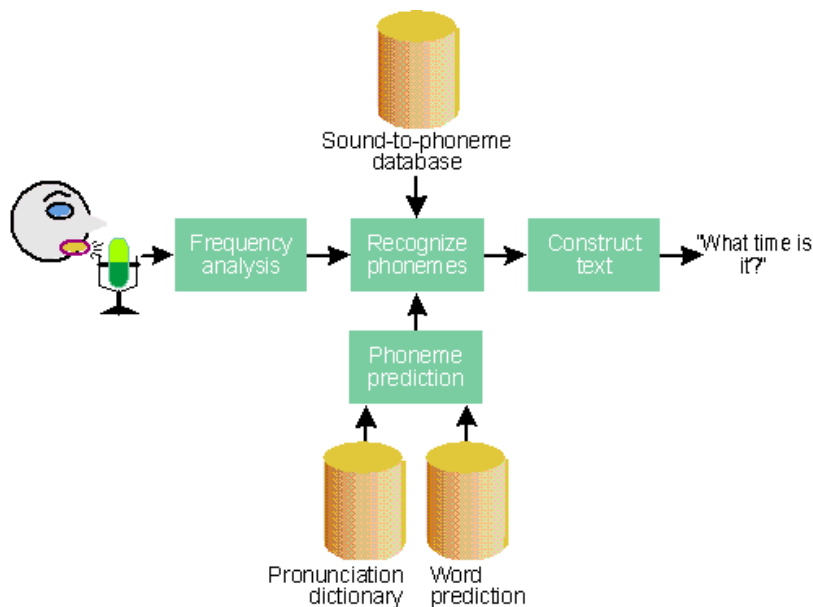 Sound-to-phoneme
database
Frequency
analysis
Recognize
phonemes
Construct
text
"What time is
it?"
Phoneme
prediction
Pronunciation
dictionary
Word
prediction